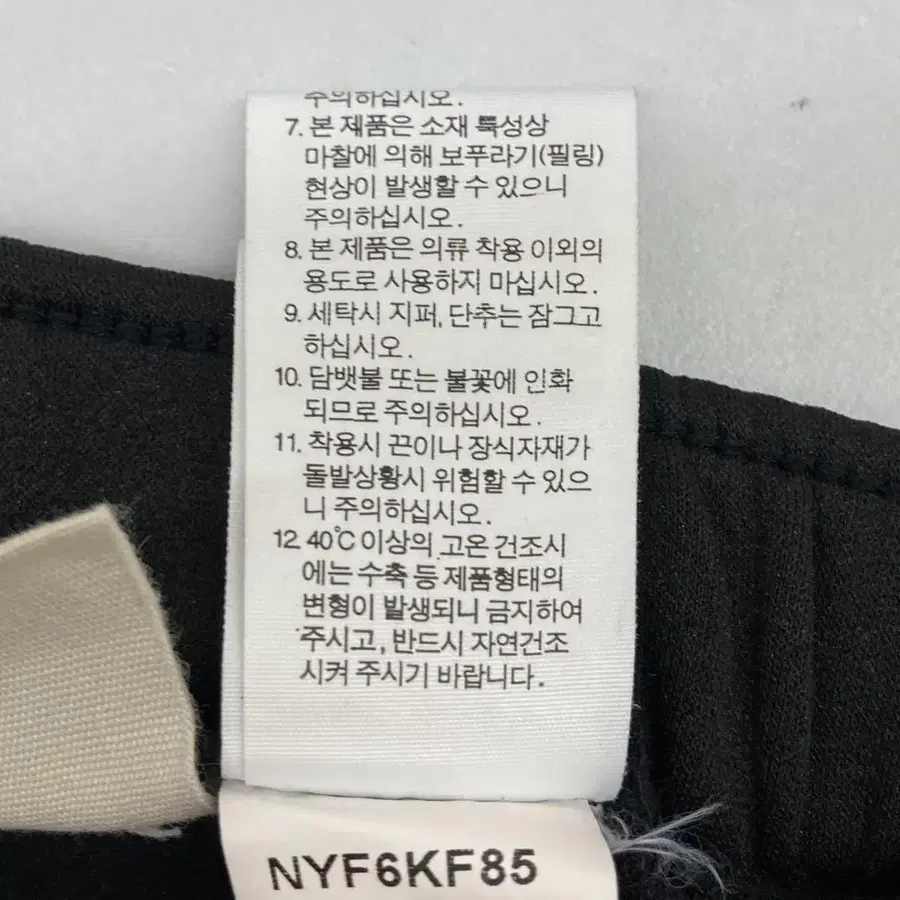 주의하십시오.
7. 본 제품은 소재 특성상
마찰에 의해 보푸라기(필링)
현상이 발생할 수 있으니
주의하십시오.
8. 본 제품은 의류 착용 이외의
용도로 사용하지 마십시오.
9. 세탁시 지퍼, 단추는 잠그고
하십시오.
10. 담뱃불 또는 불꽃에 인화
되므로 주의하십시오.
11. 착용시 끈이나 장식자재가
돌발상황시 위험할 수 있으
니 주의하십시오.
12. 40℃ 이상의 고온 건조시
에는 수축 등 제품형태의
변형이 발생되니 금지하여
주시고, 반드시 자연건조
시켜 주시기 바랍니다.
NYF6KF85